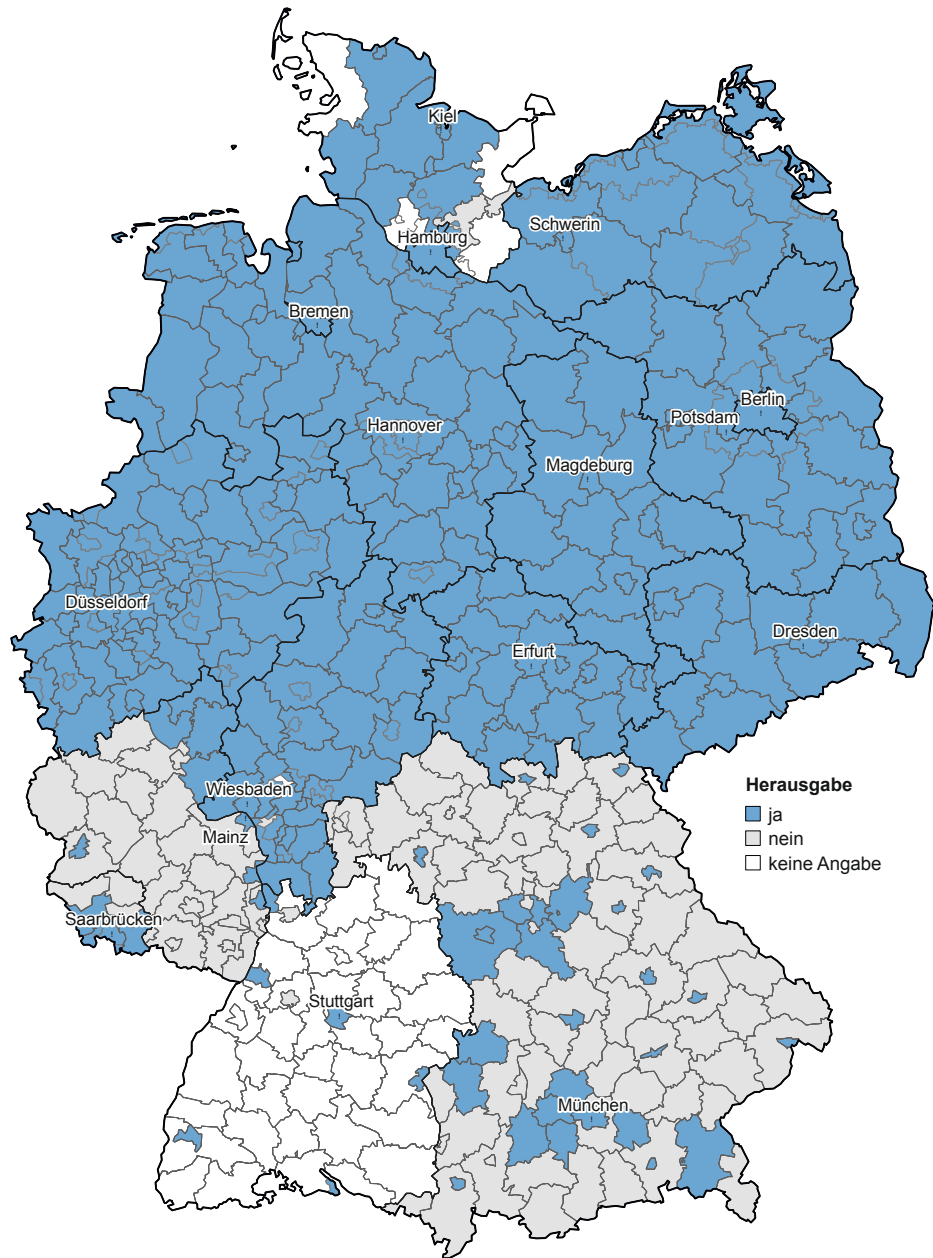 Kiel
Schwerin
Hamburg
Bremen
Berlin
Potsdam
Hannover
Magdeburg
Düsseldorf
Dresden
Erfurt
Wiesbaden
Mainz
Herausgabe
ja
nein
keine Angabe
Saarbrücken
Stuttgart
München